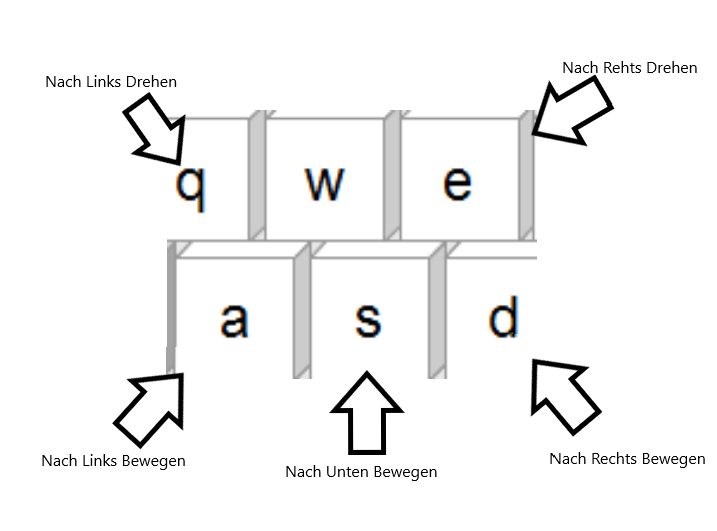 Nach Rehts Drehen
Nach Links Drehen
q w e
a s d
Nach Links Bewegen
Nach Unten Bewegen
Nach Rechts Bewegen